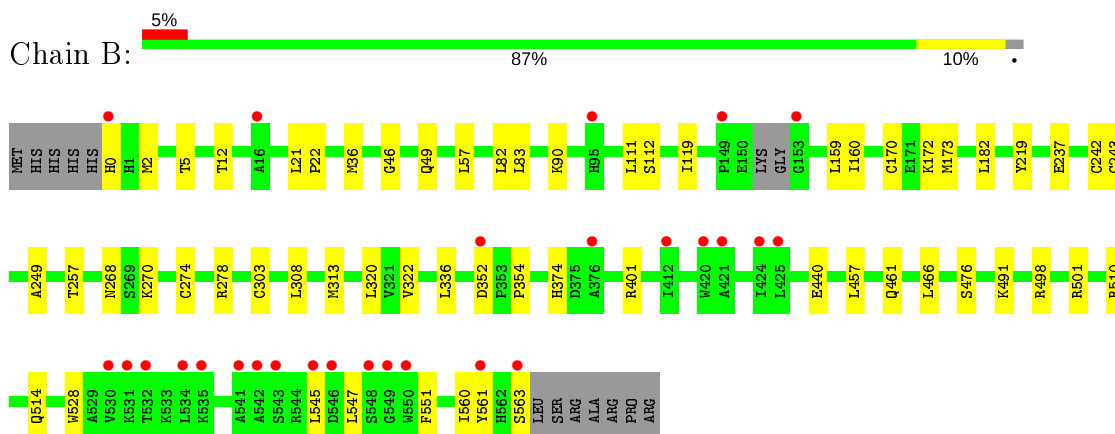 5%
Chain B:
87%
10%
•
MET HIS HIS HIS HIS H0 H1 M2 T5 T12 A16 L21 P22 M36 G46 Q49 L57 L82 L83 K90 H95 L111 S112 I119 P149 E150 LYS GLY G153 L159 I160 C170 E171 K172 M173 L182 Y219 E237 C242 C243
A249 T257 N268 S269 K270 C274 R278 C303 L308 M313 L320 V321 V322 L336 D352 P353 P354 H374 D375 A376 R401 I412 W420 A421 I424 L425 E440 L457 Q461 L466 S476 K491 R498 R501 R510
Q514 W528 A529 V530 K531 T532 K533 L534 K535 A541 A542 S543 R544 L545 D546 L547 S548 G549 W550 F551 I560 Y561 H562 S563 LEU SER ARG ALA ARG PRO ARG